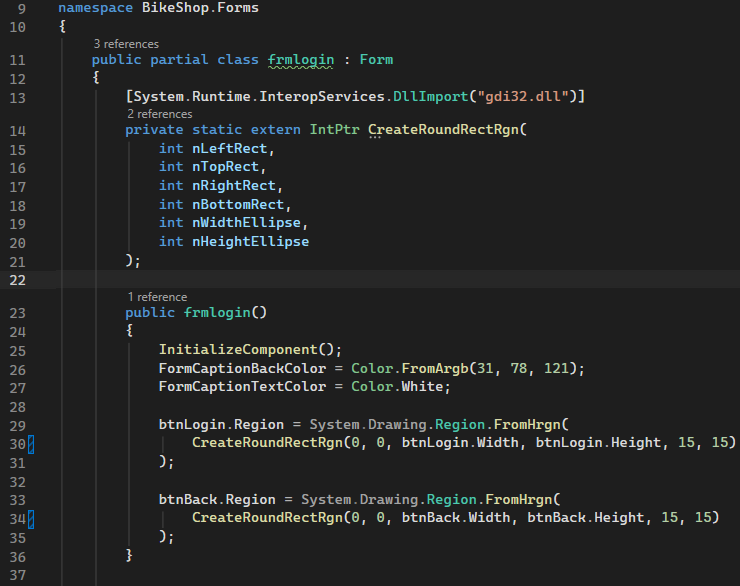 9 namespace BikeShop.Forms
10 {
3 references
11 public partial class frmlogin : Form
12 {
13 [System.Runtime.InteropServices.DllImport("gdi32.dll")]
2 references
14 private static extern IntPtr CreateRoundRectRgn(
15 int nLeftRect,
16 int nTopRect,
17 int nRightRect,
18 int nBottomRect,
19 int nWidthEllipse,
20 int nHeightEllipse
21 );
22
1 reference
23 public frmlogin()
24 {
25 InitializeComponent();
26 FormCaptionBackColor = Color.FromArgb(31, 78, 121);
27 FormCaptionTextColor = Color.White;
28
29 btnLogin.Region = System.Drawing.Region.FromHrgn(
30 CreateRoundRectRgn(0, 0, btnLogin.Width, btnLogin.Height, 15, 15)
31 );
32
33 btnBack.Region = System.Drawing.Region.FromHrgn(
34 CreateRoundRectRgn(0, 0, btnBack.Width, btnBack.Height, 15, 15)
35 );
36 }
37